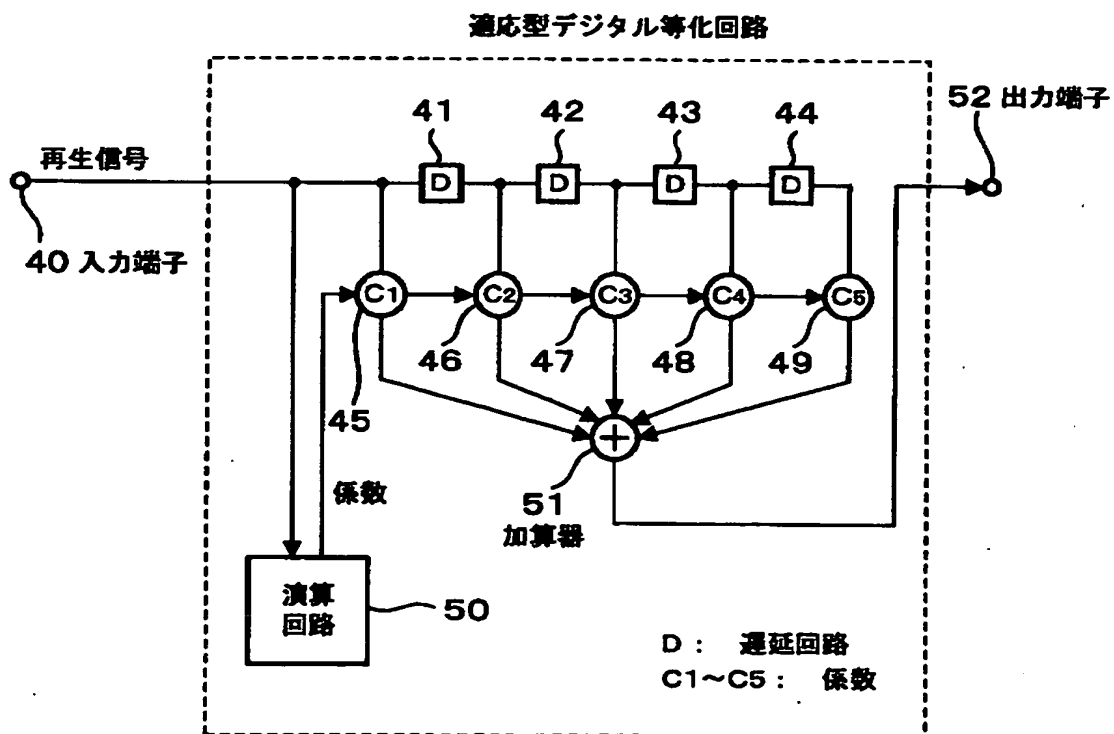 適応型デジタル等化回路
41
42
43
44
52 出力端子
再生信号
D
D
D
D
40 入力端子
C1
C2
C3
C4
C5
45
46
47
48
49
+
係数
51
加算器
演算
回路
50
D： 遅延回路
C1～C5： 係数